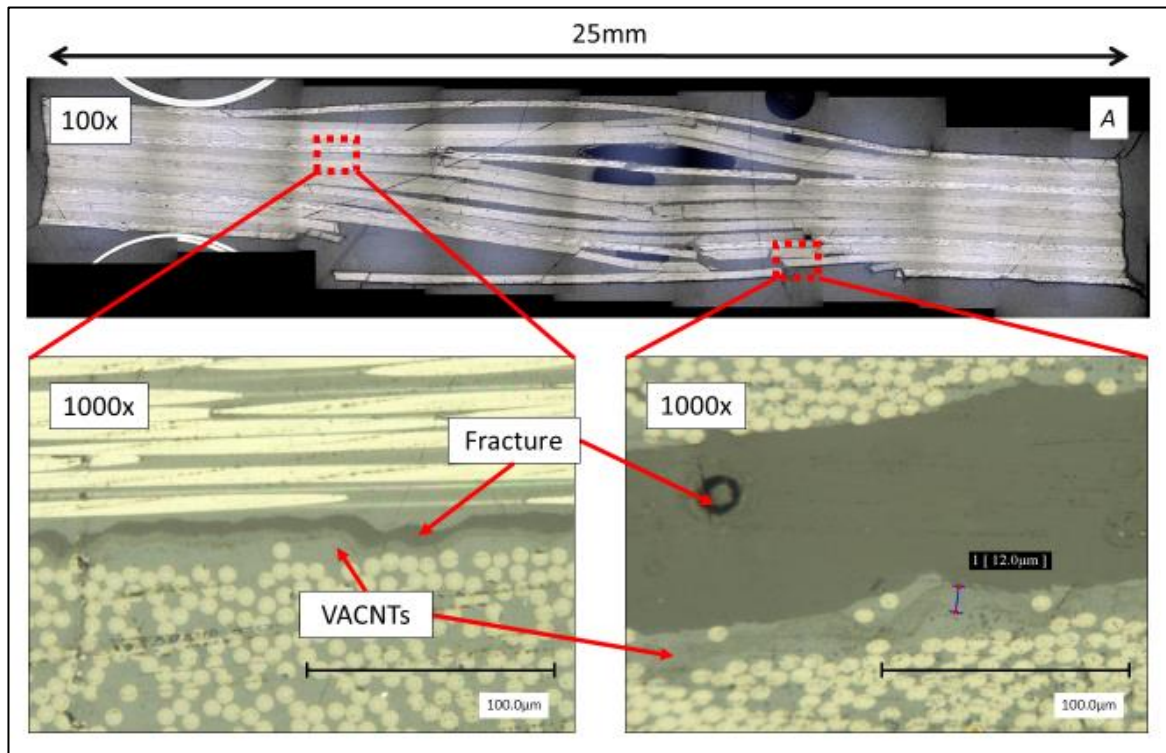 25mm
100x
A
1000x
1000x
Fracture
1 [ 12.0µm ]
VACNTs
100.0µm
100.0µm